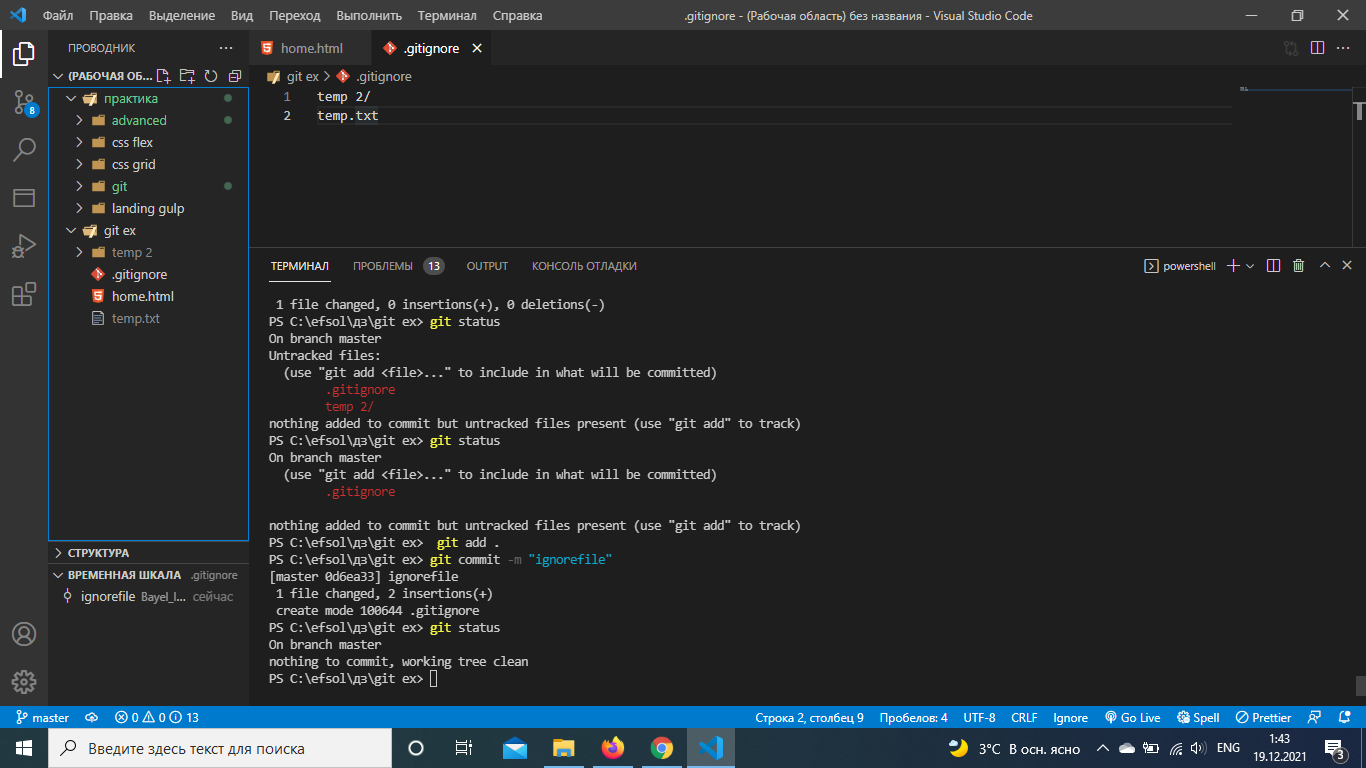 Файл Правка Выделение Вид Переход Выполнить Терминал Справка .gitignore - (Рабочая область) без названия - Visual Studio Code
ПРОВОДНИК
(РАБОЧАЯ ОБ...
практика
advanced
css flex
css grid
git
landing gulp
git ex
temp 2
.gitignore
home.html
temp.txt
СТРУКТУРА
ВРЕМЕННАЯ ШКАЛА .gitignore
ignorefile Bayel_I... сейчас
8
home.html .gitignore
git ex > .gitignore
1 temp 2/
2 temp.txt
ТЕРМИНАЛ ПРОБЛЕМЫ 13 OUTPUT КОНСОЛЬ ОТЛАДКИ powershell
1 file changed, 0 insertions(+), 0 deletions(-)
PS C:\efsol\дз\git ex> git status
On branch master
Untracked files:
(use "git add <file>..." to include in what will be committed)
.gitignore
temp 2/
nothing added to commit but untracked files present (use "git add" to track)
PS C:\efsol\дз\git ex> git status
On branch master
(use "git add <file>..." to include in what will be committed)
.gitignore
nothing added to commit but untracked files present (use "git add" to track)
PS C:\efsol\дз\git ex>  git add .
PS C:\efsol\дз\git ex> git commit -m "ignorefile"
[master 0d6ea33] ignorefile
1 file changed, 2 insertions(+)
create mode 100644 .gitignore
PS C:\efsol\дз\git ex> git status
On branch master
nothing to commit, working tree clean
PS C:\efsol\дз\git ex>
master 0 0 13 Строка 2, столбец 9 Пробелов: 4 UTF-8 CRLF Ignore Go Live Spell Prettier
Введите здесь текст для поиска 3°C В осн. ясно ENG 1:43
19.12.2021 3